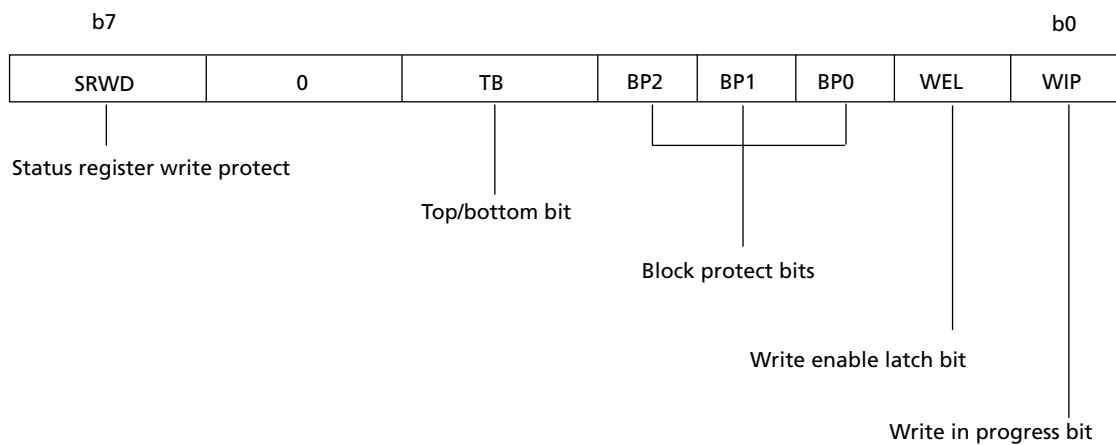 b7 b0
SRWD 0 TB BP2 BP1 BP0 WEL WIP
Status register write protect
Top/bottom bit
Block protect bits
Write enable latch bit
Write in progress bit